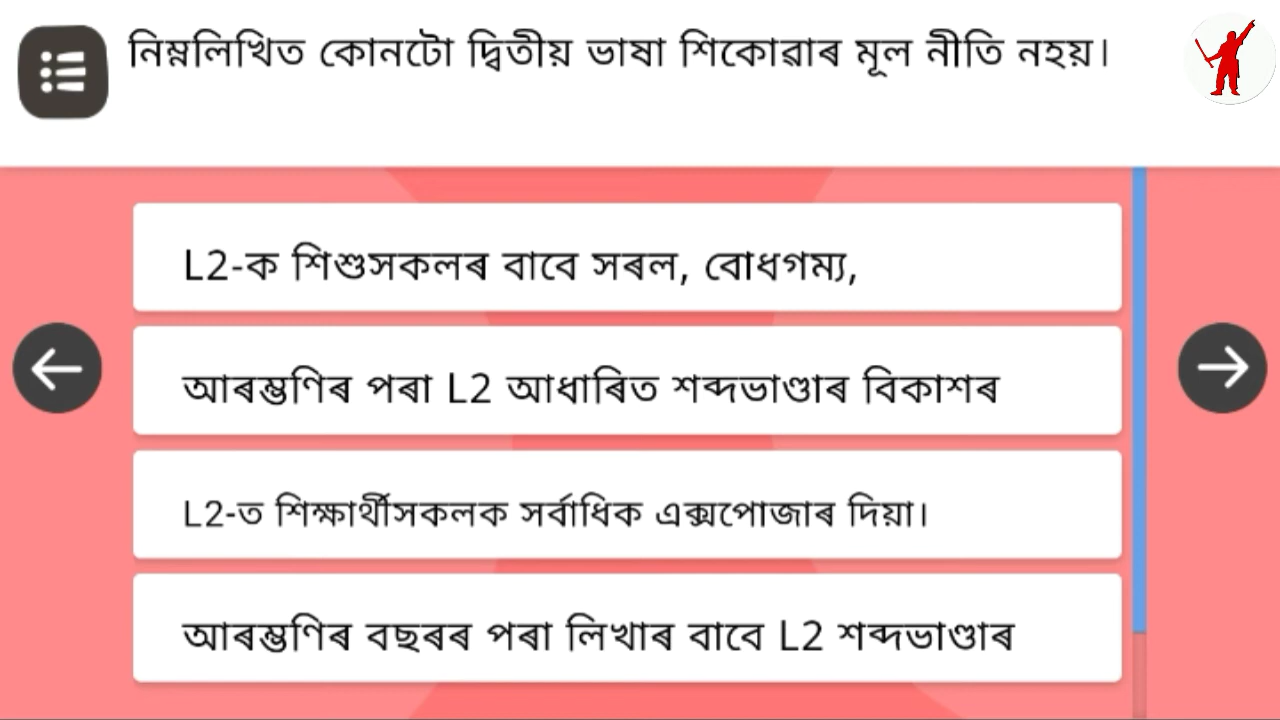 নিম্নলিখিত কোনটো দ্বিতীয় ভাষা শিকোৱাৰ মূল নীতি নহয়।
L2-ক শিশুসকলৰ বাবে সৰল, বোধগম্য,
আৰম্ভণিৰ পৰা L2 আধাৰিত শব্দভাণ্ডাৰ বিকাশৰ
L2-ত শিক্ষাৰ্থীসকলক সৰ্বাধিক এক্সপোজাৰ দিয়া।
আৰম্ভণিৰ বছৰৰ পৰা লিখাৰ বাবে L2 শব্দভাণ্ডাৰ